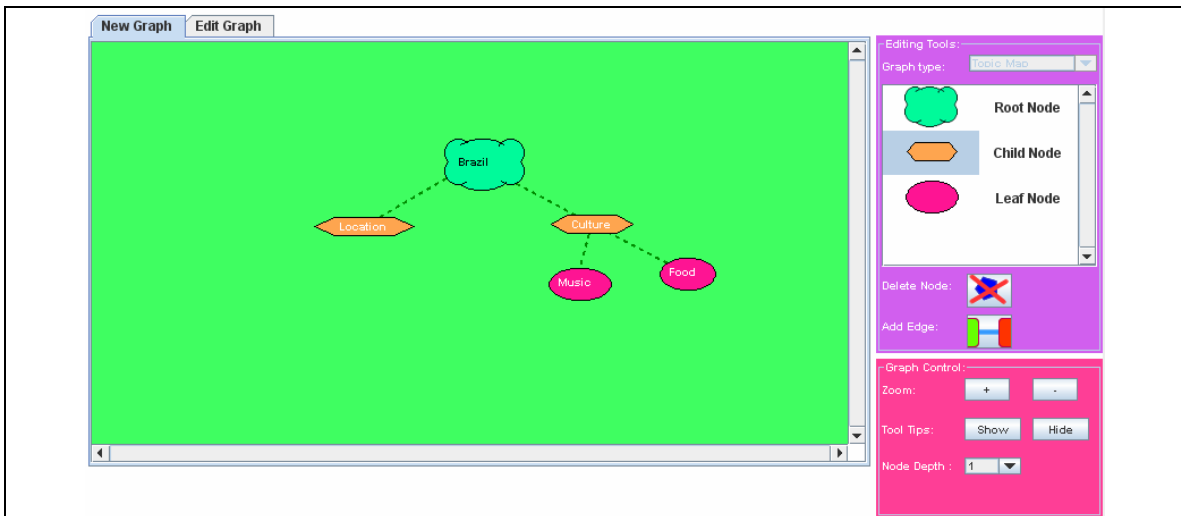 New Graph Edit Graph
Brazil
Location
Culture
Music
Food
Editing Tools:
Graph type: Topic Map
Root Node
Child Node
Leaf Node
Delete Node:
Add Edge:
Graph Control:
Zoom: + -
Tool Tips: Show Hide
Node Depth : 1